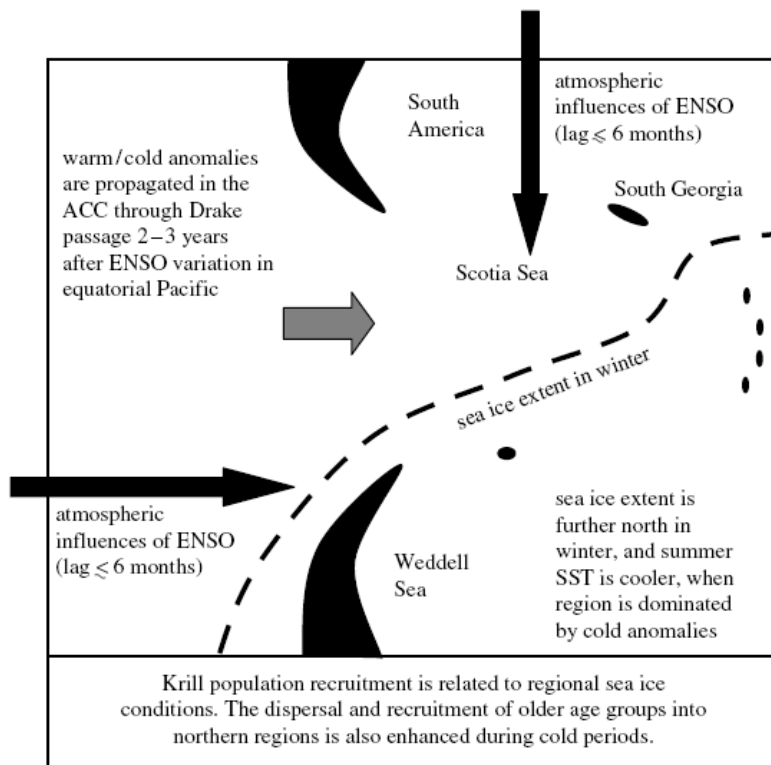 warm/cold anomalies
are propagated in the
ACC through Drake
passage 2–3 years
after ENSO variation in
equatorial Pacific
South
America
atmospheric
influences of ENSO
(lag ⩽ 6 months)
South Georgia
Scotia Sea
sea ice extent in winter
atmospheric
influences of ENSO
(lag ⩽ 6 months)
Weddell
Sea
sea ice extent is
further north in
winter, and summer
SST is cooler, when
region is dominated
by cold anomalies
Krill population recruitment is related to regional sea ice
conditions. The dispersal and recruitment of older age groups into
northern regions is also enhanced during cold periods.